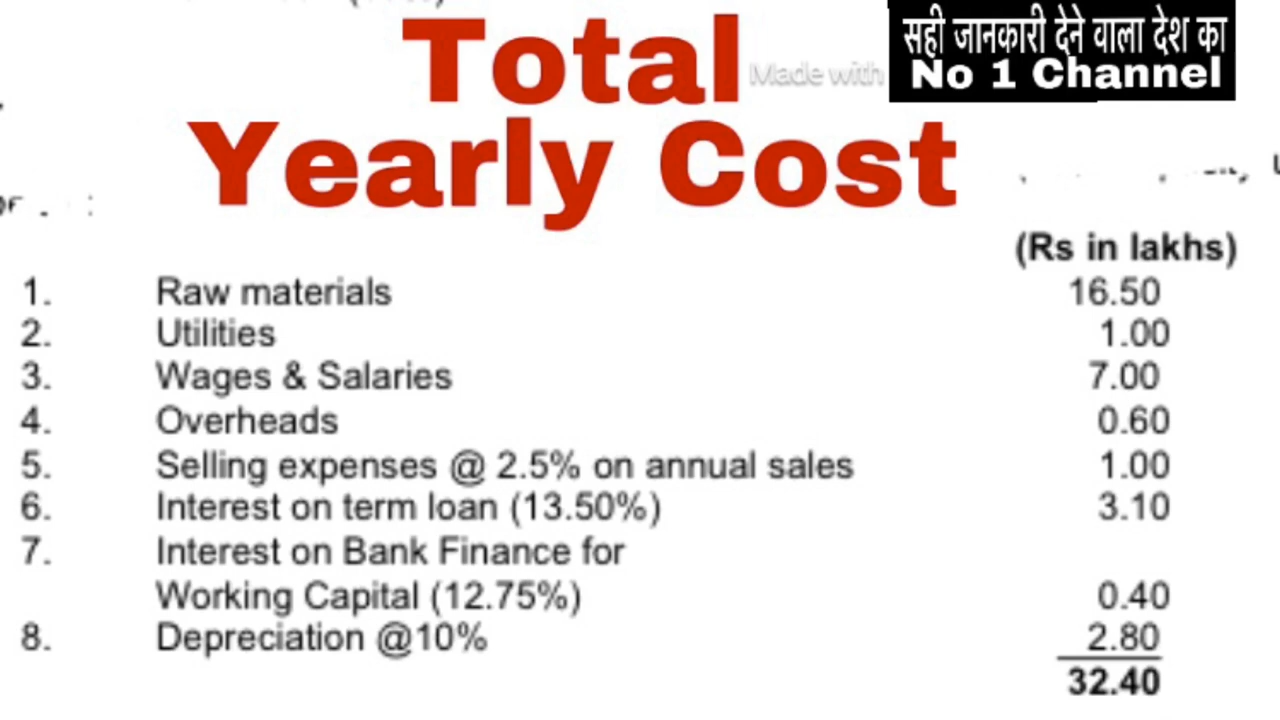 Total
Made with
सही जानकारी देने वाला देश का
No 1 Channel
Yearly Cost
(Rs in lakhs)
1. Raw materials 16.50
2. Utilities 1.00
3. Wages & Salaries 7.00
4. Overheads 0.60
5. Selling expenses @ 2.5% on annual sales 1.00
6. Interest on term loan (13.50%) 3.10
7. Interest on Bank Finance for
Working Capital (12.75%) 0.40
8. Depreciation @10% 2.80
32.40